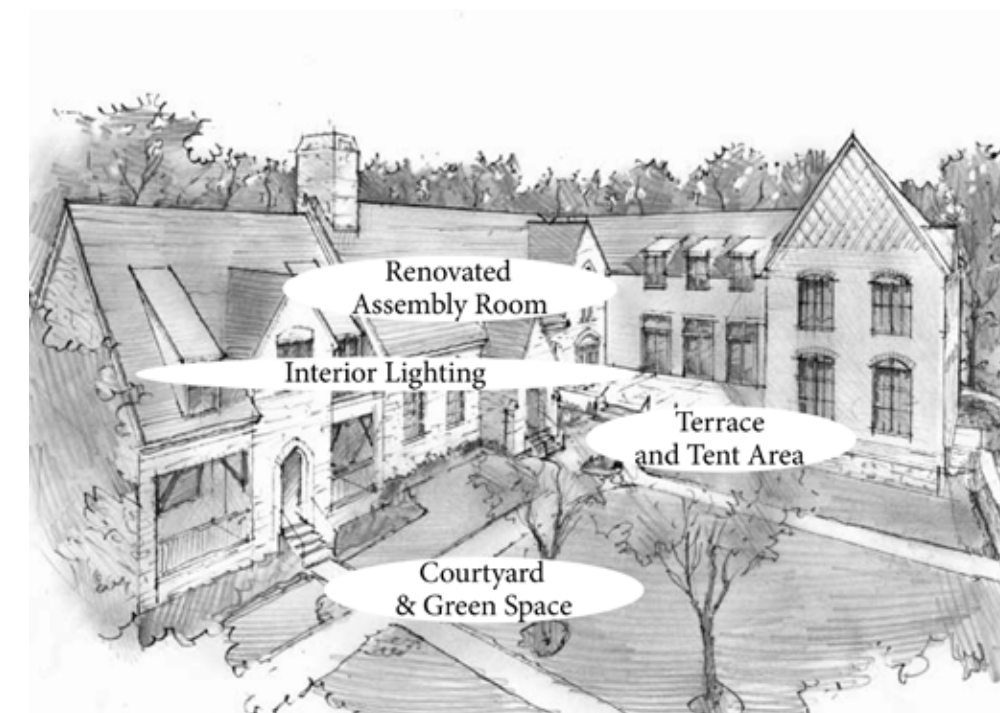 Renovated
Assembly Room
Interior Lighting
Terrace
and Tent Area
Courtyard
& Green Space